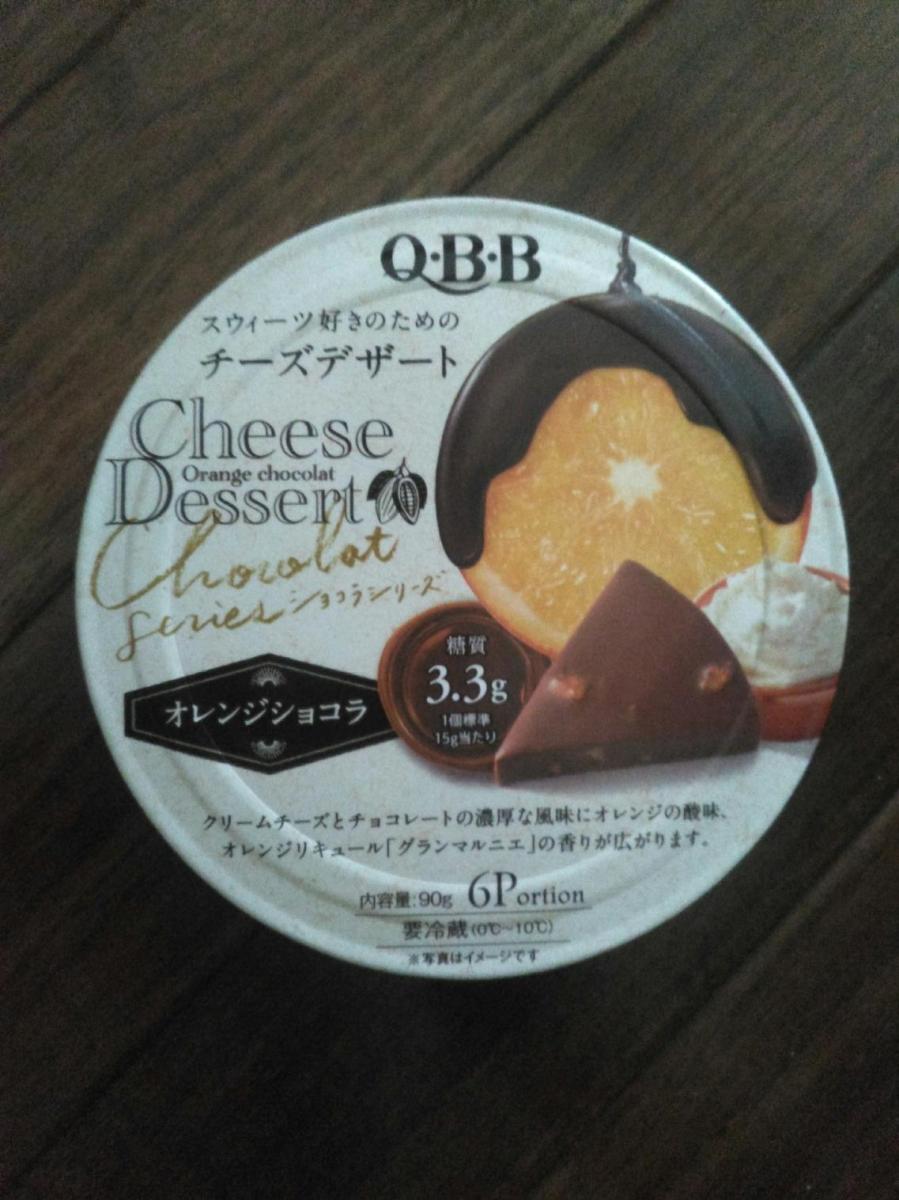 Q・B・B
スウィーツ好きのための
チーズデザート
Cheese
Orange chocolat
Dessert
Chocolat
series ショコラシリーズ
糖質
3.3g
1個標準
15g当たり
オレンジショコラ
クリームチーズとチョコレートの濃厚な風味にオレンジの酸味、
オレンジリキュール「グランマルニエ」の香りが広がります。
内容量:90g 6Portion
要冷蔵(0℃~10℃)
※写真はイメージです